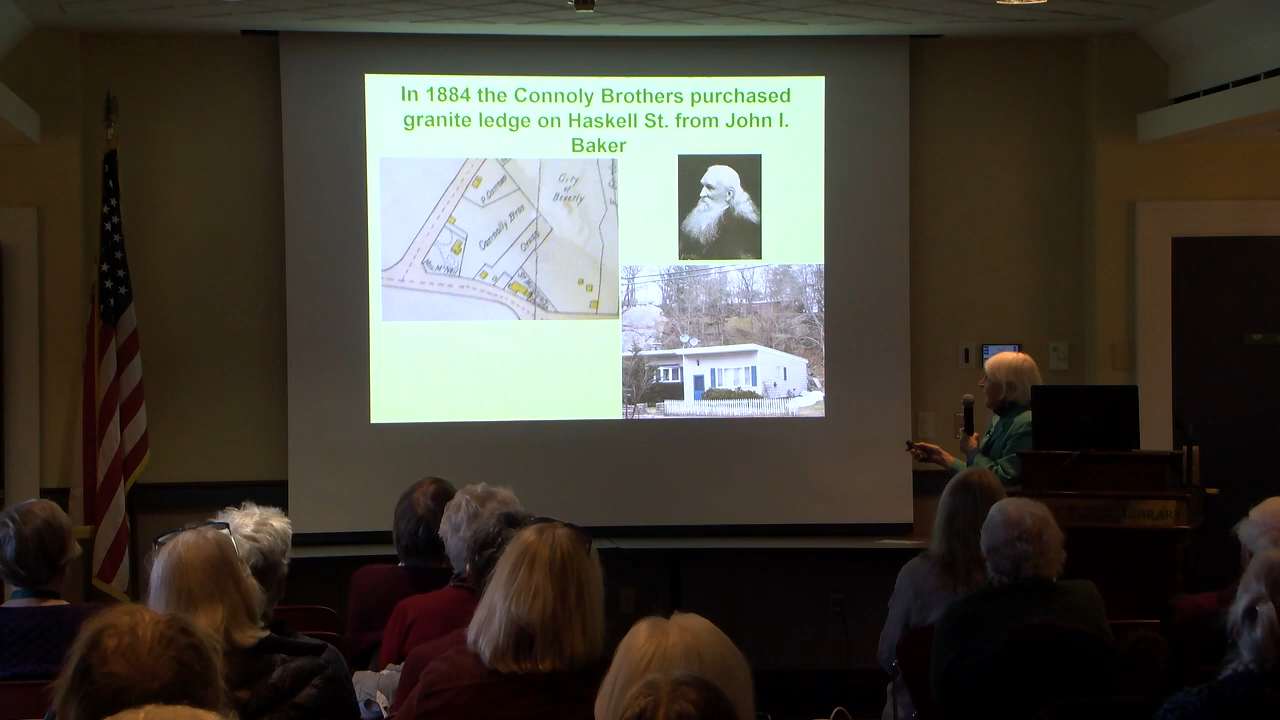 In 1884 the Connoly Brothers purchased
granite ledge on Haskell St. from John I.
Baker
City
of
Beverly
Connolly Bros
LIBRARY